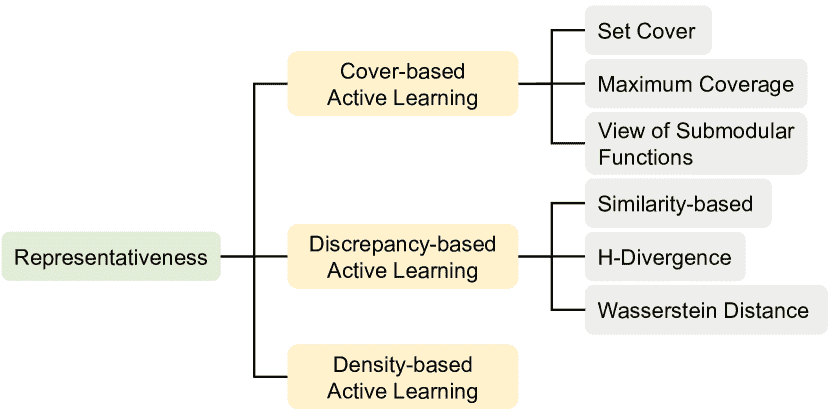 Representativeness
Cover-based
Active Learning
Set Cover
Maximum Coverage
View of Submodular
Functions
Discrepancy-based
Active Learning
Similarity-based
H-Divergence
Wasserstein Distance
Density-based
Active Learning